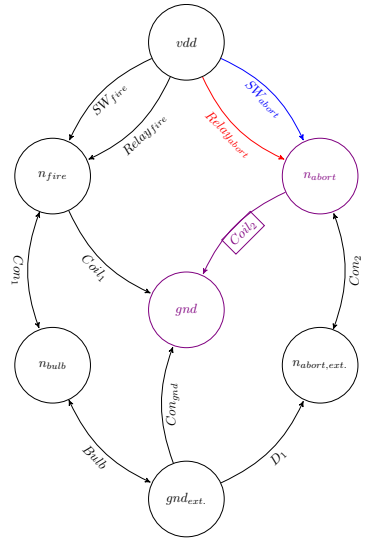 vdd
SW_fire
Relay_fire
SW_abort
Relay_abort
n_fire
n_abort
Coil_2
Coil_1
Con_1
Con_2
gnd
n_bulb
n_abort,ext.
Con_gnd
Bulb
D_1
gnd_ext.